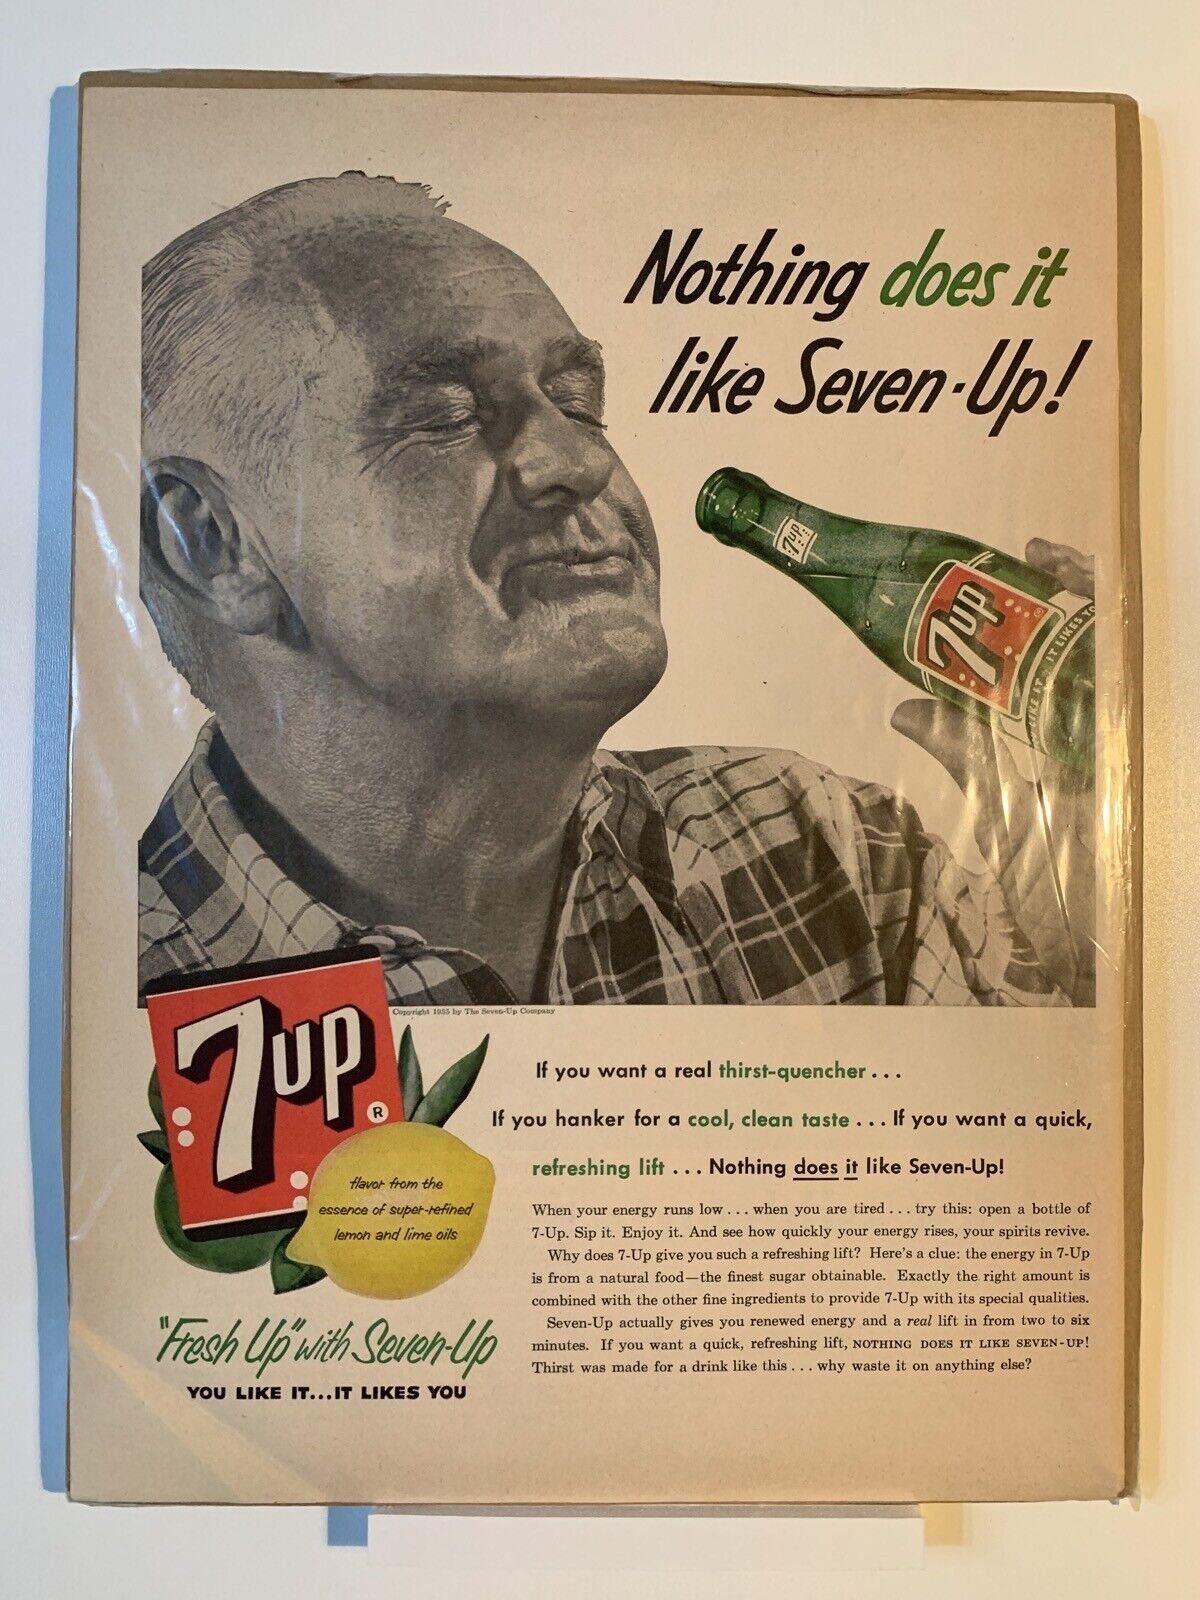 Nothing does it
like Seven-Up!
7up
7up
LIKE IT IT LIKES YO
Copyright 1955 by The Seven-Up Company
7up
R
flavor from the
essence of super-refined
lemon and lime oils
"Fresh Up" with Seven-Up
YOU LIKE IT...IT LIKES YOU
If you want a real thirst-quencher...
If you hanker for a cool, clean taste... If you want a quick,
refreshing lift... Nothing does it like Seven-Up!
When your energy runs low...when you are tired...try this: open a bottle of
7-Up. Sip it. Enjoy it. And see how quickly your energy rises, your spirits revive.
Why does 7-Up give you such a refreshing lift? Here's a clue: the energy in 7-Up
is from a natural food—the finest sugar obtainable. Exactly the right amount is
combined with the other fine ingredients to provide 7-Up with its special qualities.
Seven-Up actually gives you renewed energy and a real lift in from two to six
minutes. If you want a quick, refreshing lift, NOTHING DOES IT LIKE SEVEN-UP!
Thirst was made for a drink like this...why waste it on anything else?